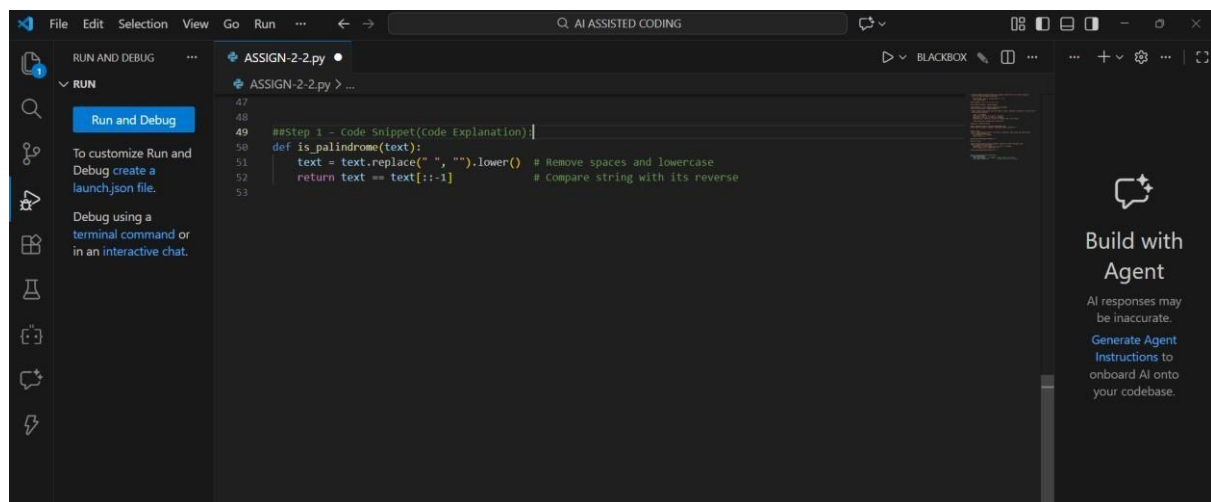 File Edit Selection View Go Run ··· AI ASSISTED CODING
RUN AND DEBUG ···
RUN
Run and Debug
To customize Run and
Debug create a
launch.json file.
Debug using a
terminal command or
in an interactive chat.
1
ASSIGN-2-2.py
BLACKBOX ···
ASSIGN-2-2.py > ...
47
48
49 ##Step 1 – Code Snippet(Code Explanation):
50 def is_palindrome(text):
51 text = text.replace(" ", "").lower() # Remove spaces and lowercase
52 return text == text[::-1] # Compare string with its reverse
53
Build with
Agent
AI responses may
be inaccurate.
Generate Agent
Instructions to
onboard AI onto
your codebase.